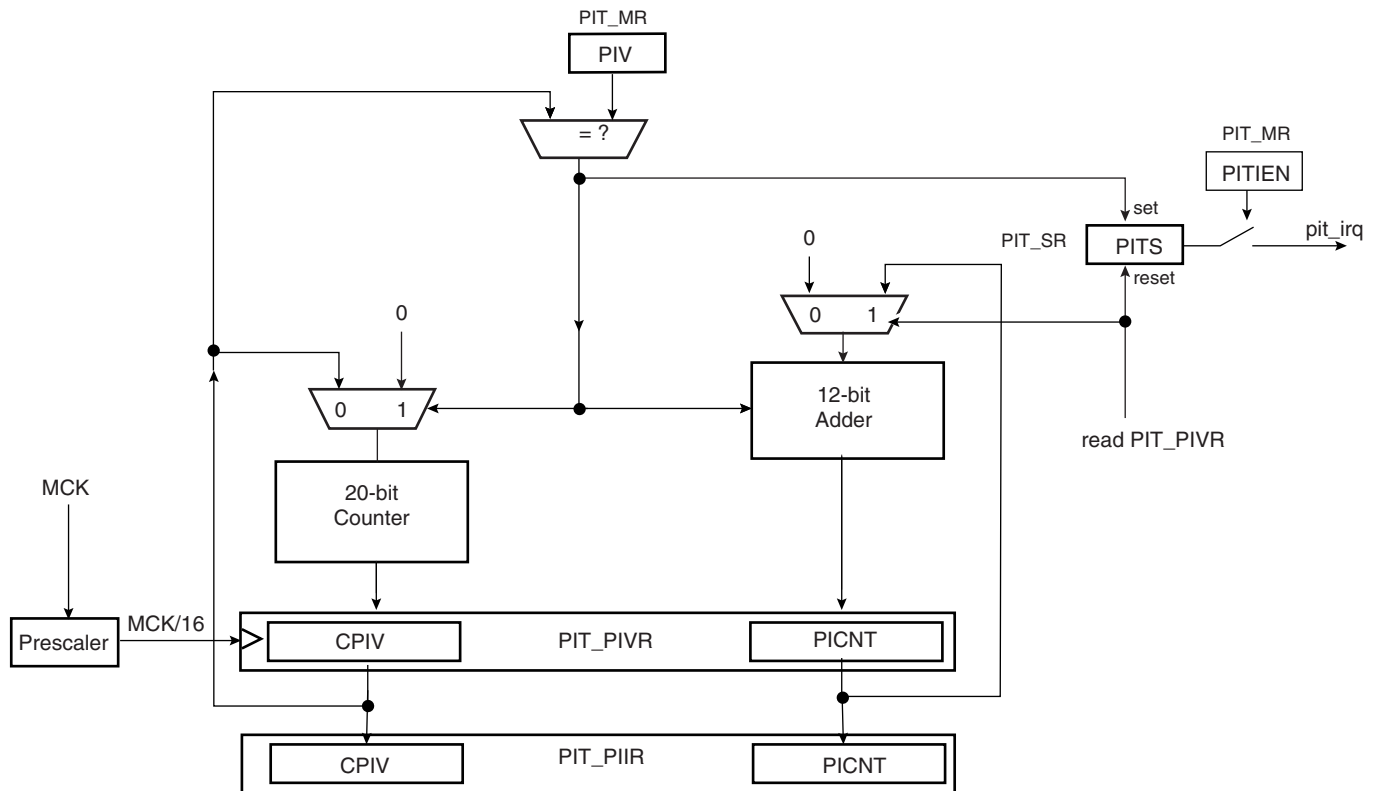 PIT_MR
PIV
= ?
PIT_MR
PITIEN
set
PIT_SR
PITS
pit_irq
reset
0
0 1
0
0 1
12-bit
Adder
read PIT_PIVR
20-bit
Counter
MCK
Prescaler
MCK/16
CPIV
PIT_PIVR
PICNT
CPIV
PIT_PIIR
PICNT